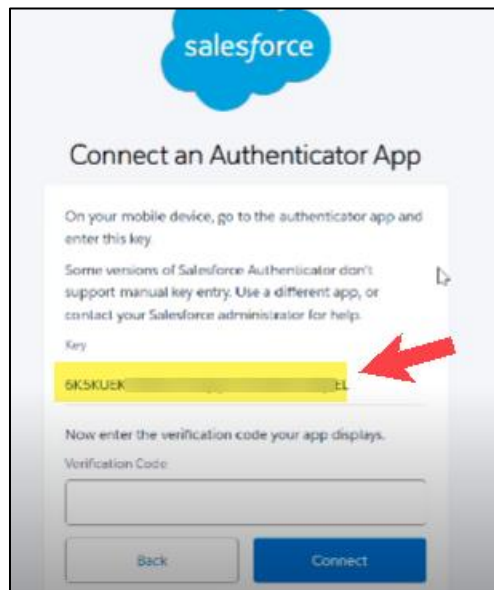 salesforce
Connect an Authenticator App
On your mobile device, go to the authenticator app and
enter this key
Some versions of Salesforce Authenticator don't
support manual key entry. Use a different app, or
contact your Salesforce administrator for help.
Key
6K5KUEK EL
Now enter the verification code your app displays.
Verification Code
Back
Connect